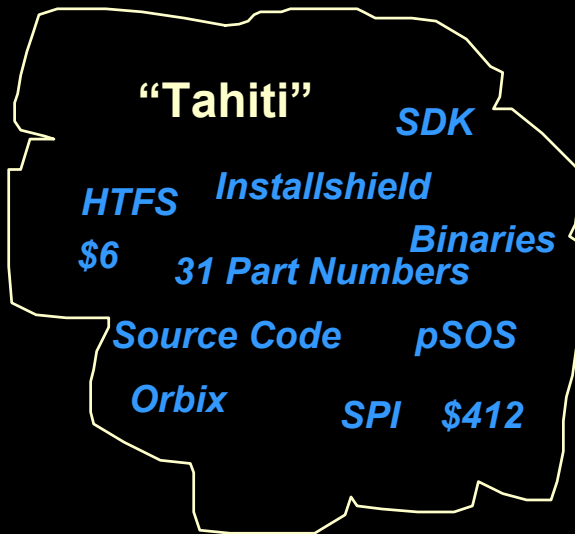 “Tahiti”
SDK
Installshield
HTFS
Binaries
$6
31 Part Numbers
Source Code pSOS
Orbix
SPI $412